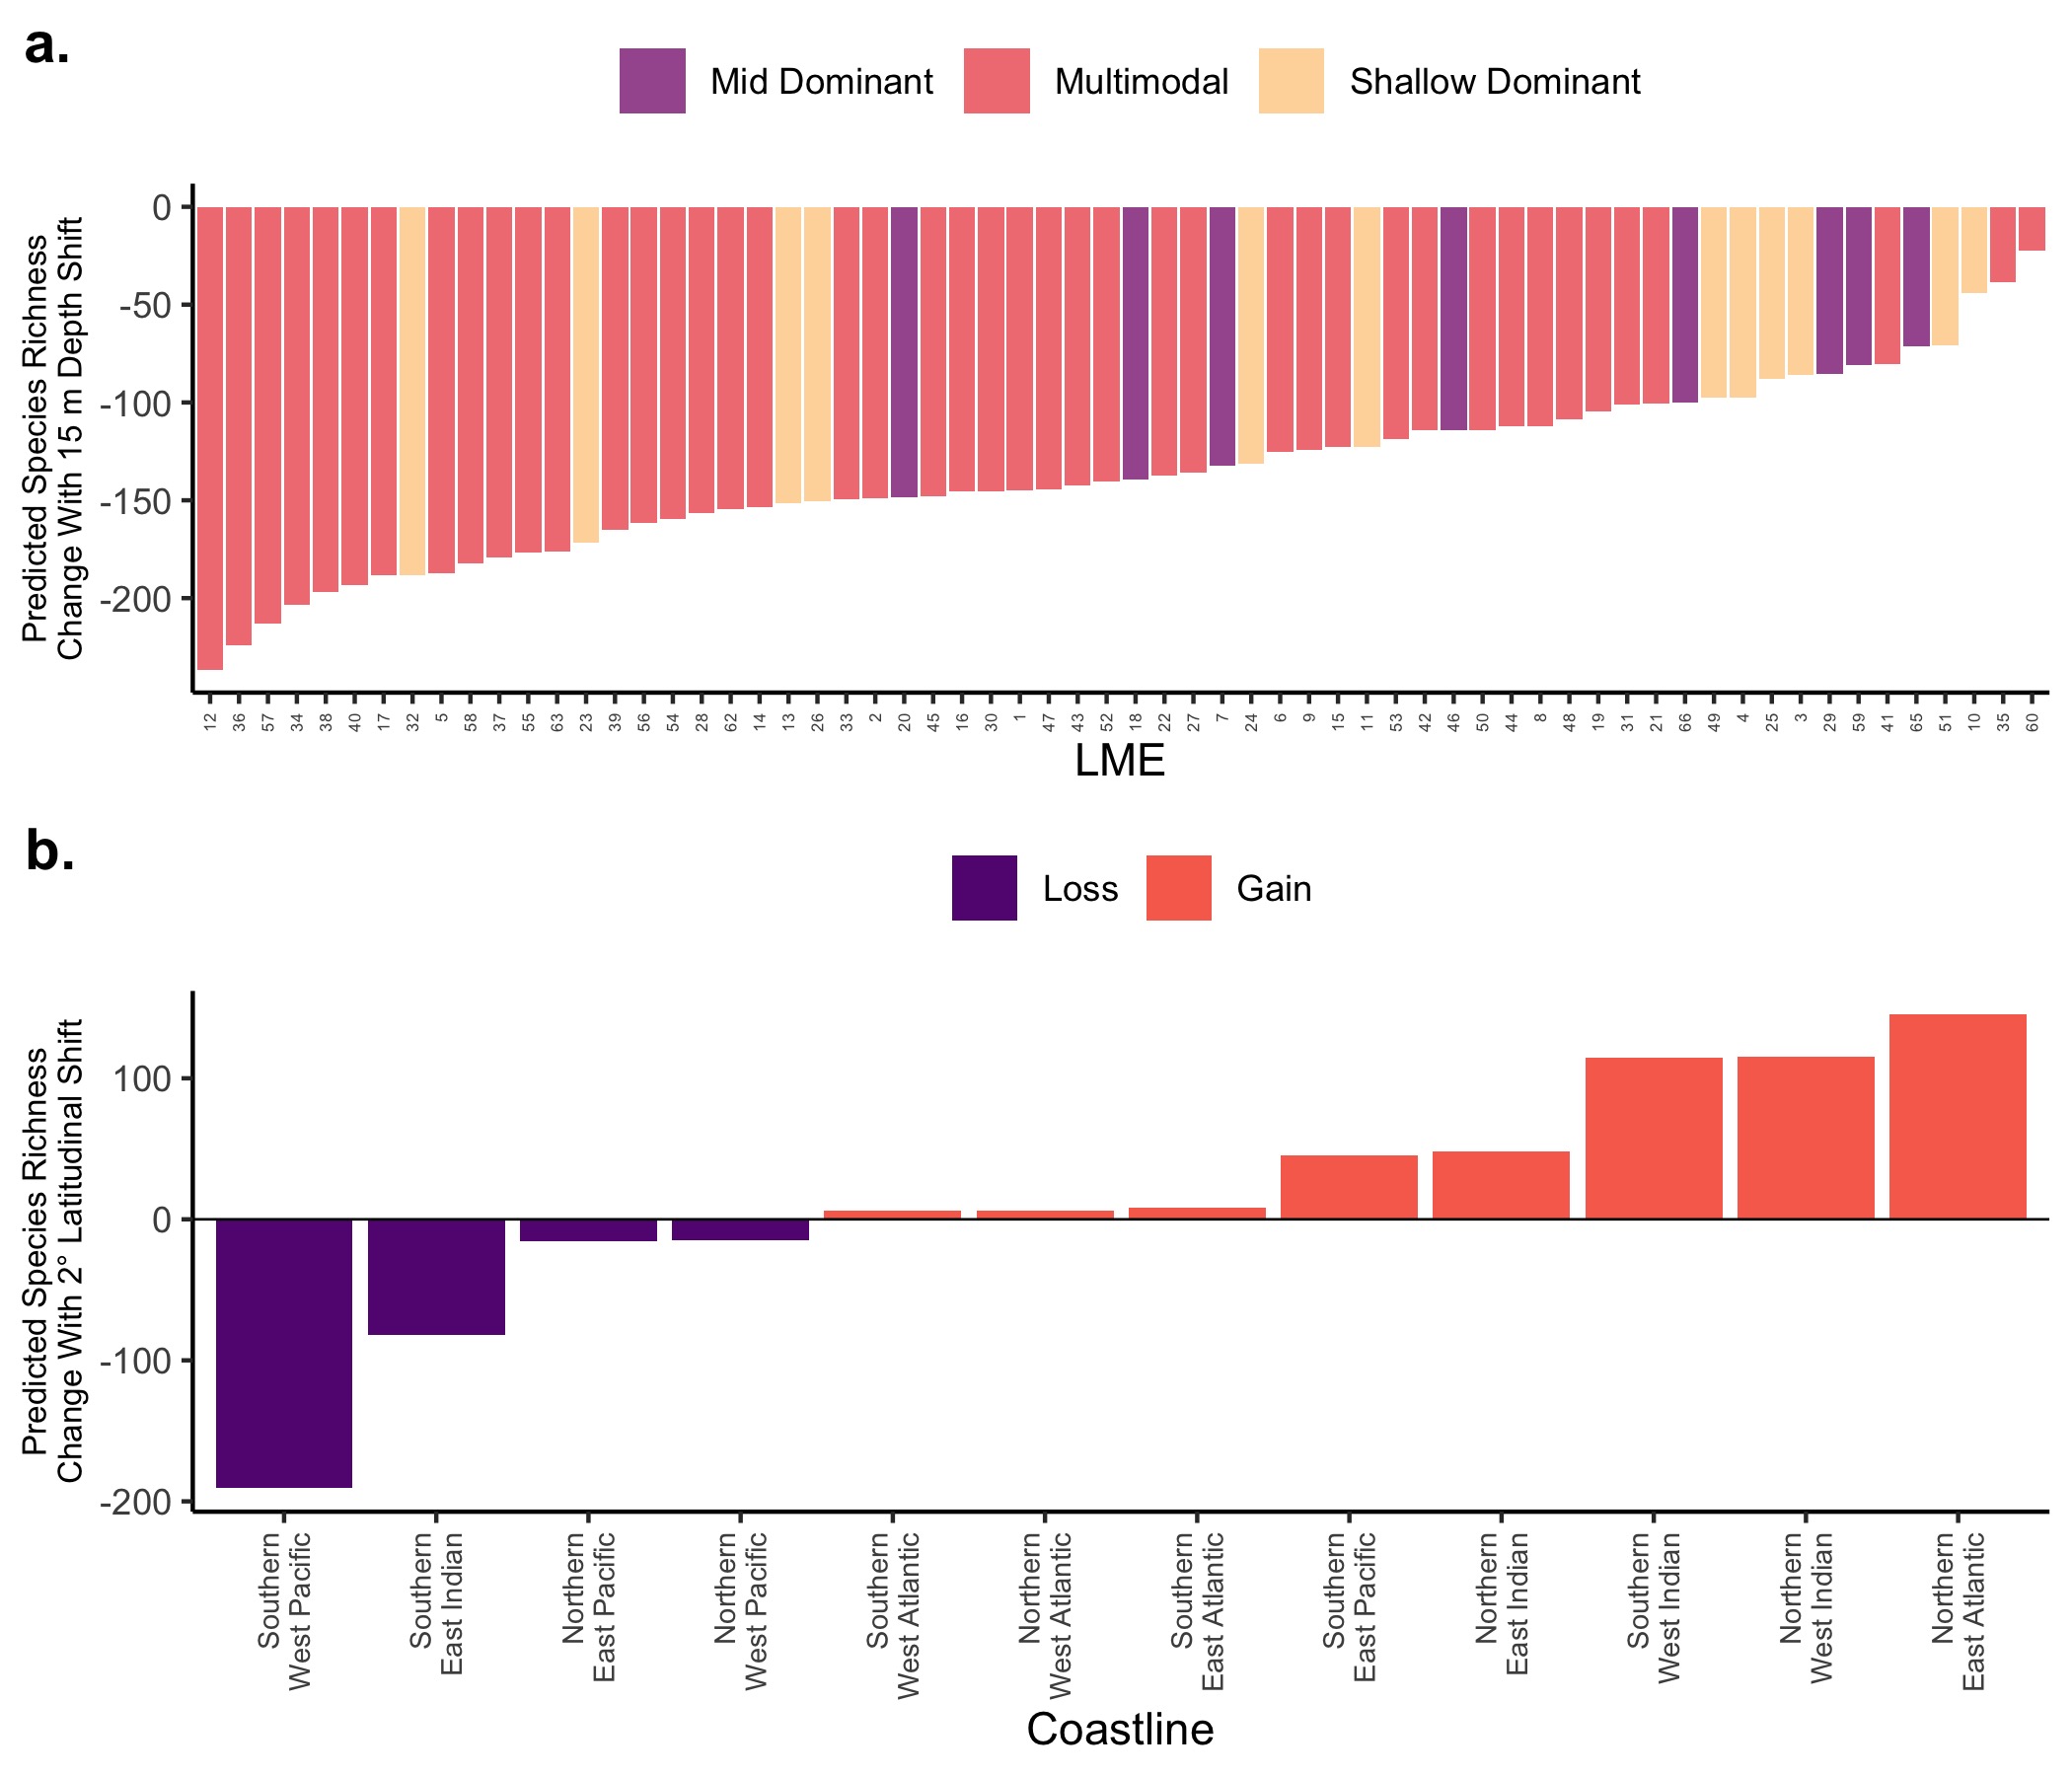 a.
Mid Dominant Multimodal Shallow Dominant
Predicted Species Richness
Change With 15 m Depth Shift
0
-50
-100
-150
-200
12 36 57 34 38 40 17 32 5 58 37 55 63 23 39 56 54 28 62 14 13 26 33 2 20 45 16 30 1 47 43 52 18 22 27 7 24 6 9 15 11 53 42 46 50 44 8 48 19 31 21 66 49 4 25 3 29 59 41 65 51 10 35 60
LME
b.
Loss Gain
Predicted Species Richness
Change With 2° Latitudinal Shift
100
0
-100
-200
Southern
West Pacific
Southern
East Indian
Northern
East Pacific
Northern
West Pacific
Southern
West Atlantic
Northern
West Atlantic
Southern
East Atlantic
Southern
East Pacific
Northern
East Indian
Southern
West Indian
Northern
West Indian
Northern
East Atlantic
Coastline